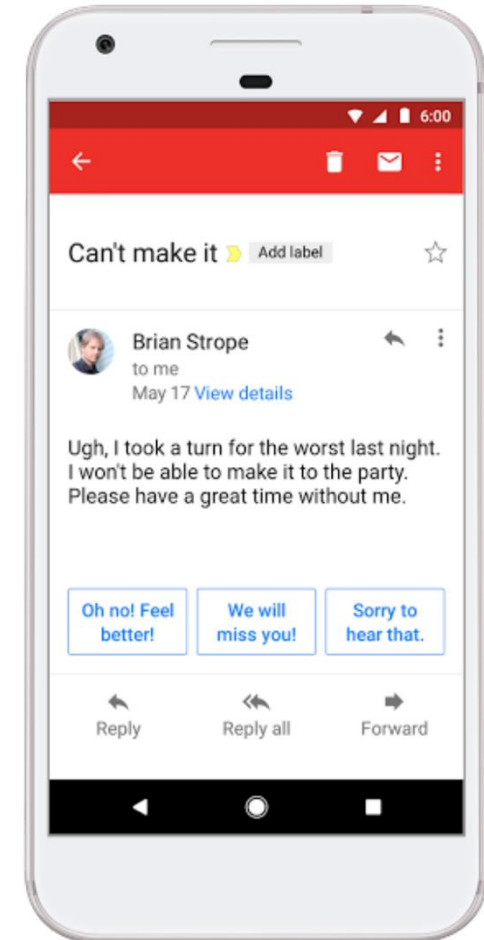 6:00
Can't make it Add label
Brian Strope
to me
May 17 View details
Ugh, I took a turn for the worst last night.
I won't be able to make it to the party.
Please have a great time without me.
Oh no! Feel
better!
We will
miss you!
Sorry to
hear that.
Reply Reply all Forward